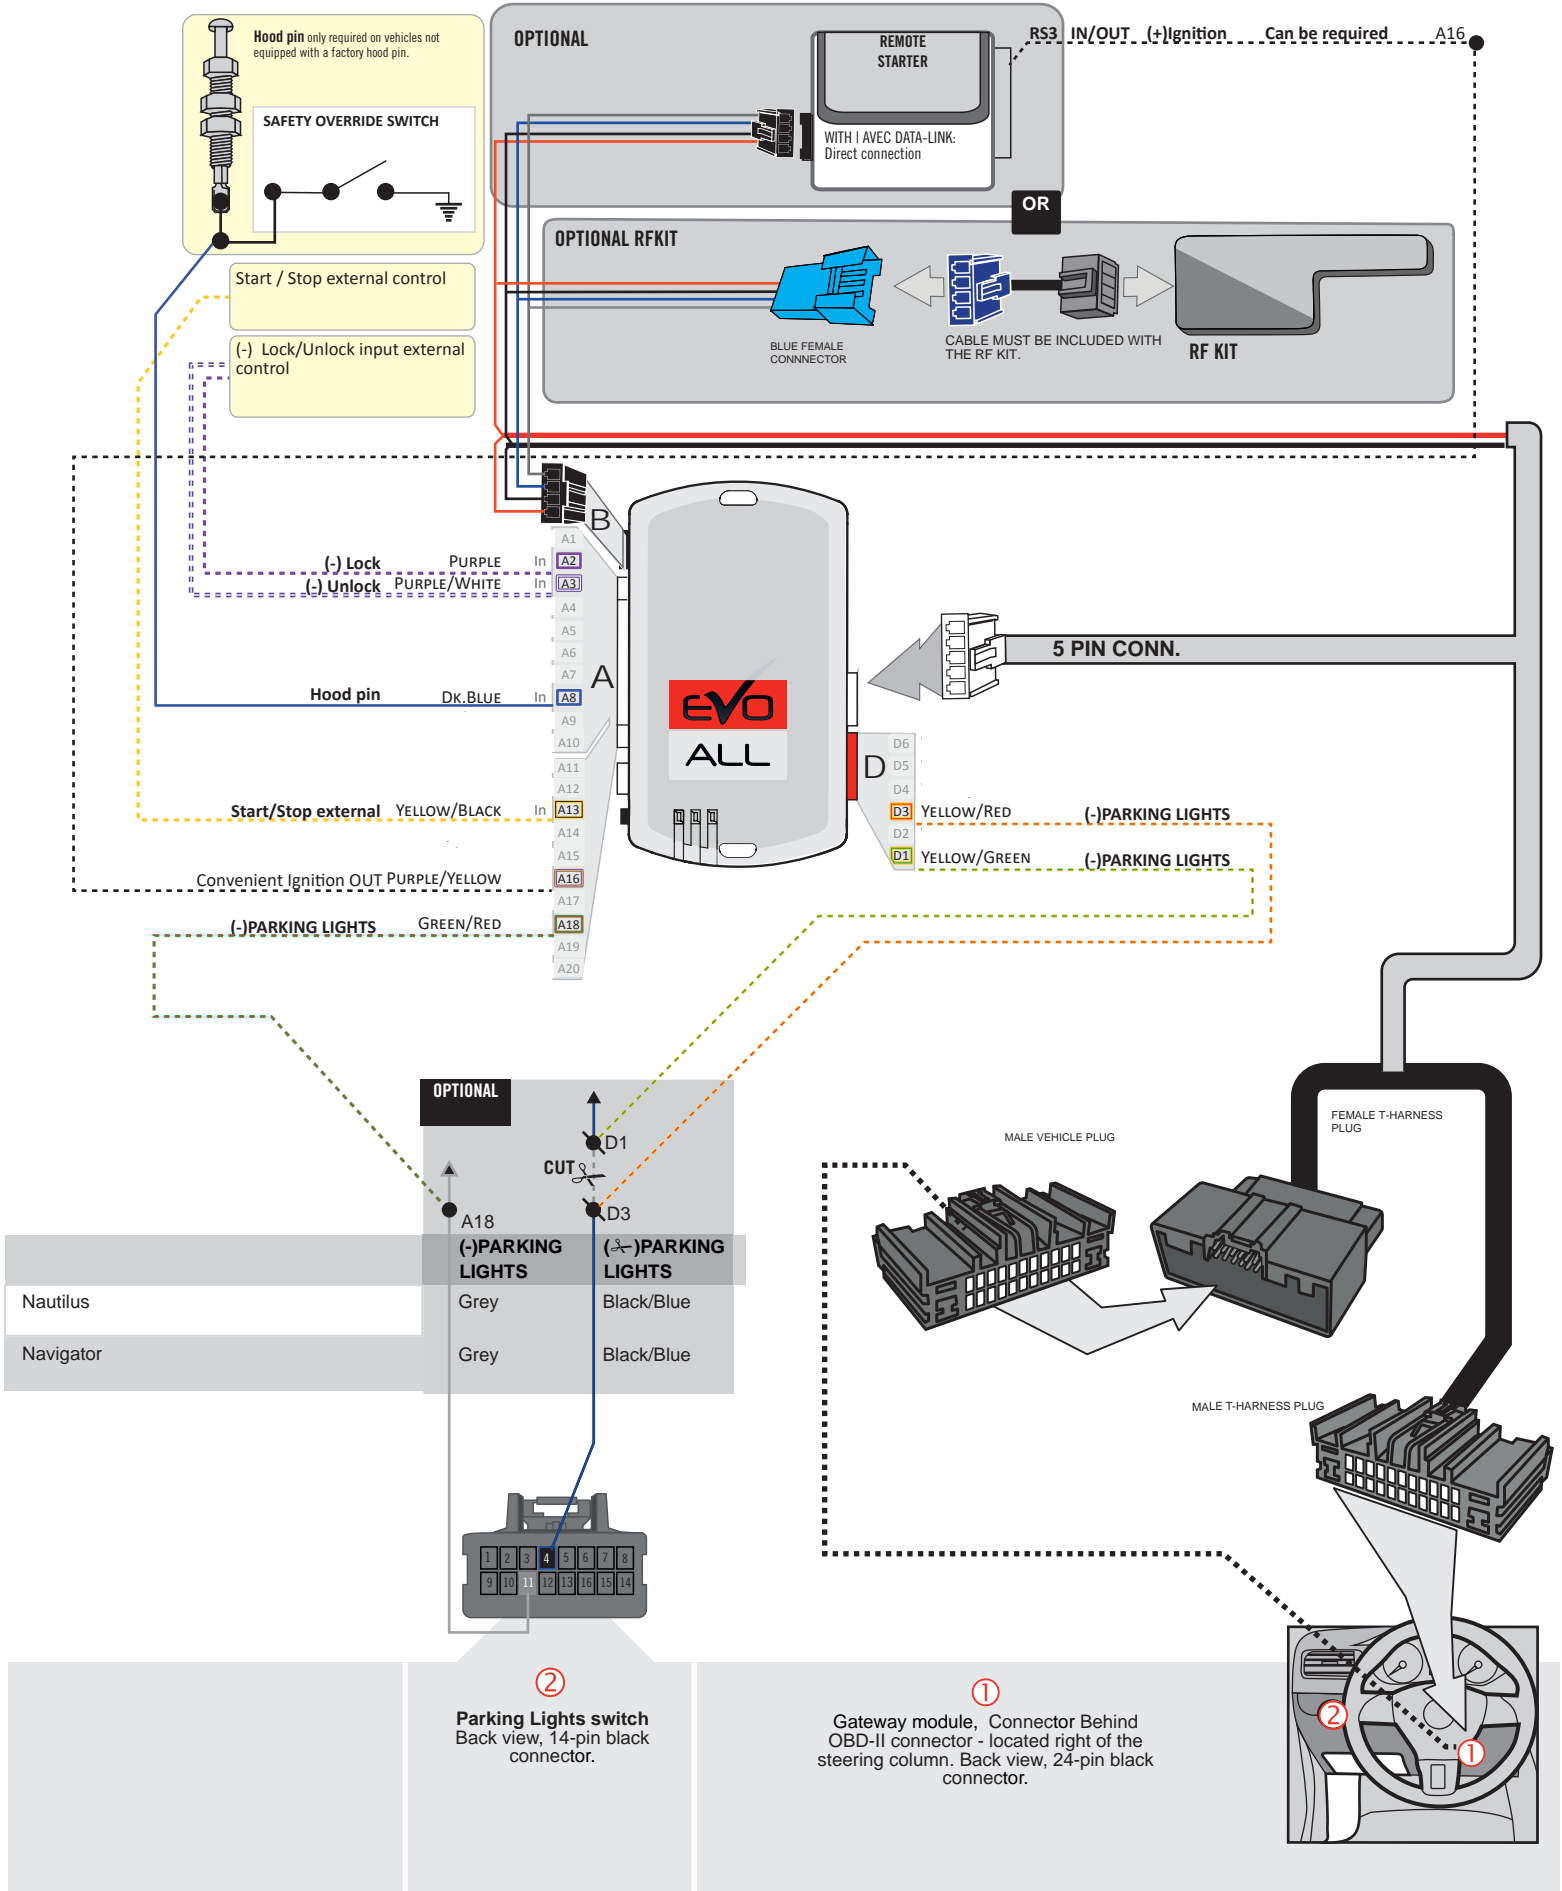 Hood pin only required on vehicles not
equipped with a factory hood pin.
SAFETY OVERRIDE SWITCH
OPTIONAL
REMOTE
STARTER
WITH | AVEC DATA-LINK:
Direct connection
RS3 IN/OUT (+)Ignition Can be required A16
OR
Start / Stop external control
(-) Lock/Unlock input external
control
OPTIONAL RFKIT
BLUE FEMALE
CONNNECTOR
CABLE MUST BE INCLUDED WITH
THE RF KIT.
RF KIT
B
A
A1
(-) Lock PURPLE In A2
(-) Unlock PURPLE/WHITE In A3
A4
A5
A6
A7
Hood pin DK.BLUE In A8
A9
A10
A11
A12
Start/Stop external YELLOW/BLACK In A13
A14
A15
Convenient Ignition OUT PURPLE/YELLOW A16
A17
(-)PARKING LIGHTS GREEN/RED A18
A19
A20
EVO
ALL
5 PIN CONN.
D
D6
D5
D4
D3 YELLOW/RED (-)PARKING LIGHTS
D2
D1 YELLOW/GREEN (-)PARKING LIGHTS
OPTIONAL
D1
CUT
D3
A18
(-)PARKING
LIGHTS
(✂)PARKING
LIGHTS
Nautilus Grey Black/Blue
Navigator Grey Black/Blue
MALE VEHICLE PLUG
FEMALE T-HARNESS
PLUG
MALE T-HARNESS PLUG
1 2 3 4 5 6 7 8
9 10 11 12 13 16 15 14
②
Parking Lights switch
Back view, 14-pin black
connector.
①
Gateway module, Connector Behind
OBD-II connector - located right of the
steering column. Back view, 24-pin black
connector.
②
①